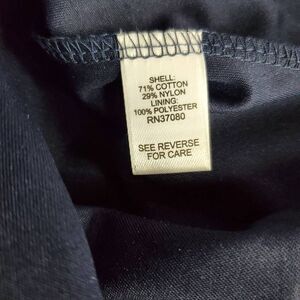 SHELL:
71% COTTON
29% NYLON
LINING:
100% POLYESTER
RN37080
SEE REVERSE
FOR CARE